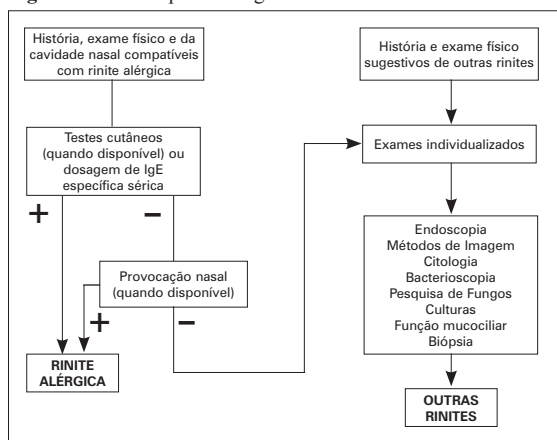 História, exame físico e da
cavidade nasal compatíveis
com rinite alérgica
Testes cutâneos
(quando disponível) ou
dosagem de IgE
específica sérica
+
−
Provocação nasal
(quando disponível)
+
−
RINITE
ALÉRGICA
História e exame físico
sugestivos de outras rinites
Exames individualizados
Endoscopia
Métodos de Imagem
Citologia
Bacterioscopia
Pesquisa de Fungos
Culturas
Função mucociliar
Biópsia
OUTRAS
RINITES